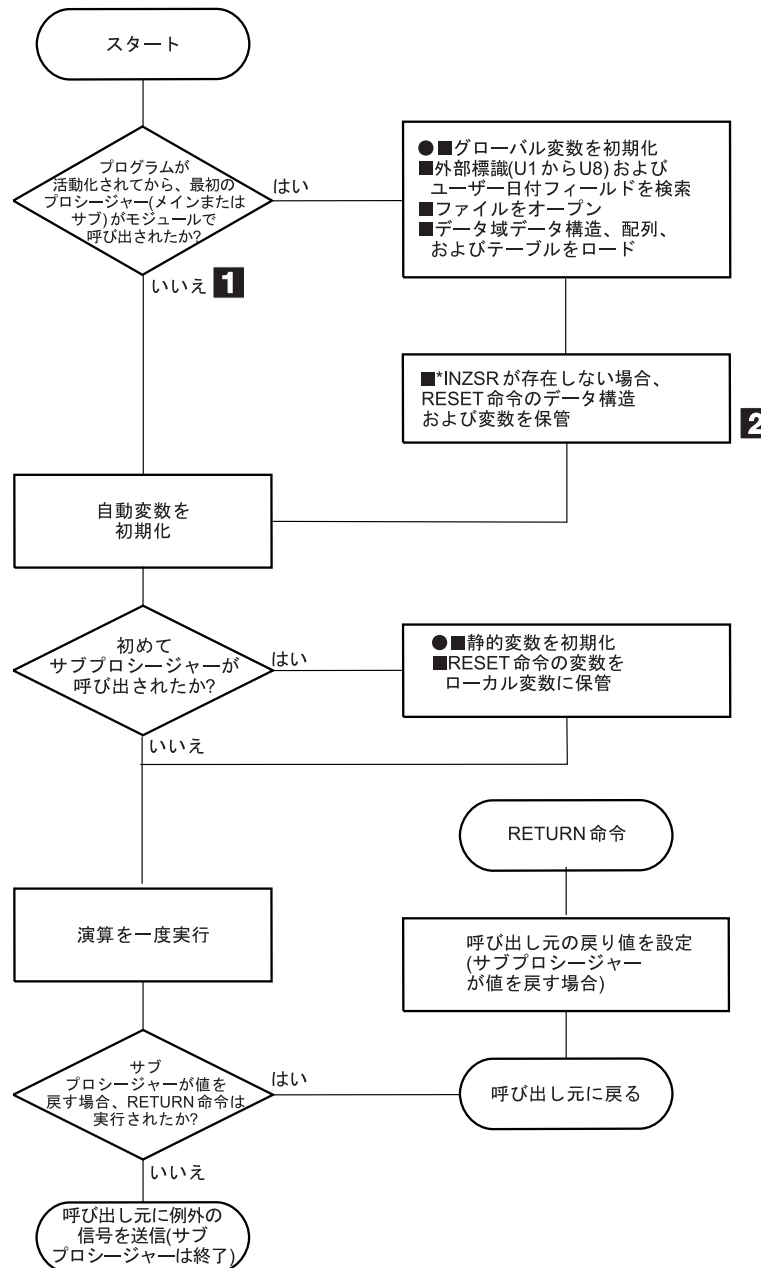 スタート
プログラムが
活動化されてから、最初の
プロシージャー(メインまたは
サブ)がモジュールで
呼び出されたか?
はい
●■グローバル変数を初期化
■外部標識(U1からU8)および
ユーザー日付フィールドを検索
■ファイルをオープン
■データ域データ構造、配列、
およびテーブルをロード
いいえ 1
■*INZSRが存在しない場合、
RESET命令のデータ構造
および変数を保管
2
自動変数を
初期化
初めて
サブプロシージャーが
呼び出されたか?
はい
●■静的変数を初期化
■RESET命令の変数を
ローカル変数に保管
いいえ
RETURN命令
演算を一度実行
呼び出し元の戻り値を設定
(サブプロシージャー
が値を戻す場合)
サブ
プロシージャーが値を
戻す場合、RETURN命令は
実行されたか?
はい
呼び出し元に戻る
いいえ
呼び出し元に例外の
信号を送信(サブ
プロシージャーは終了)